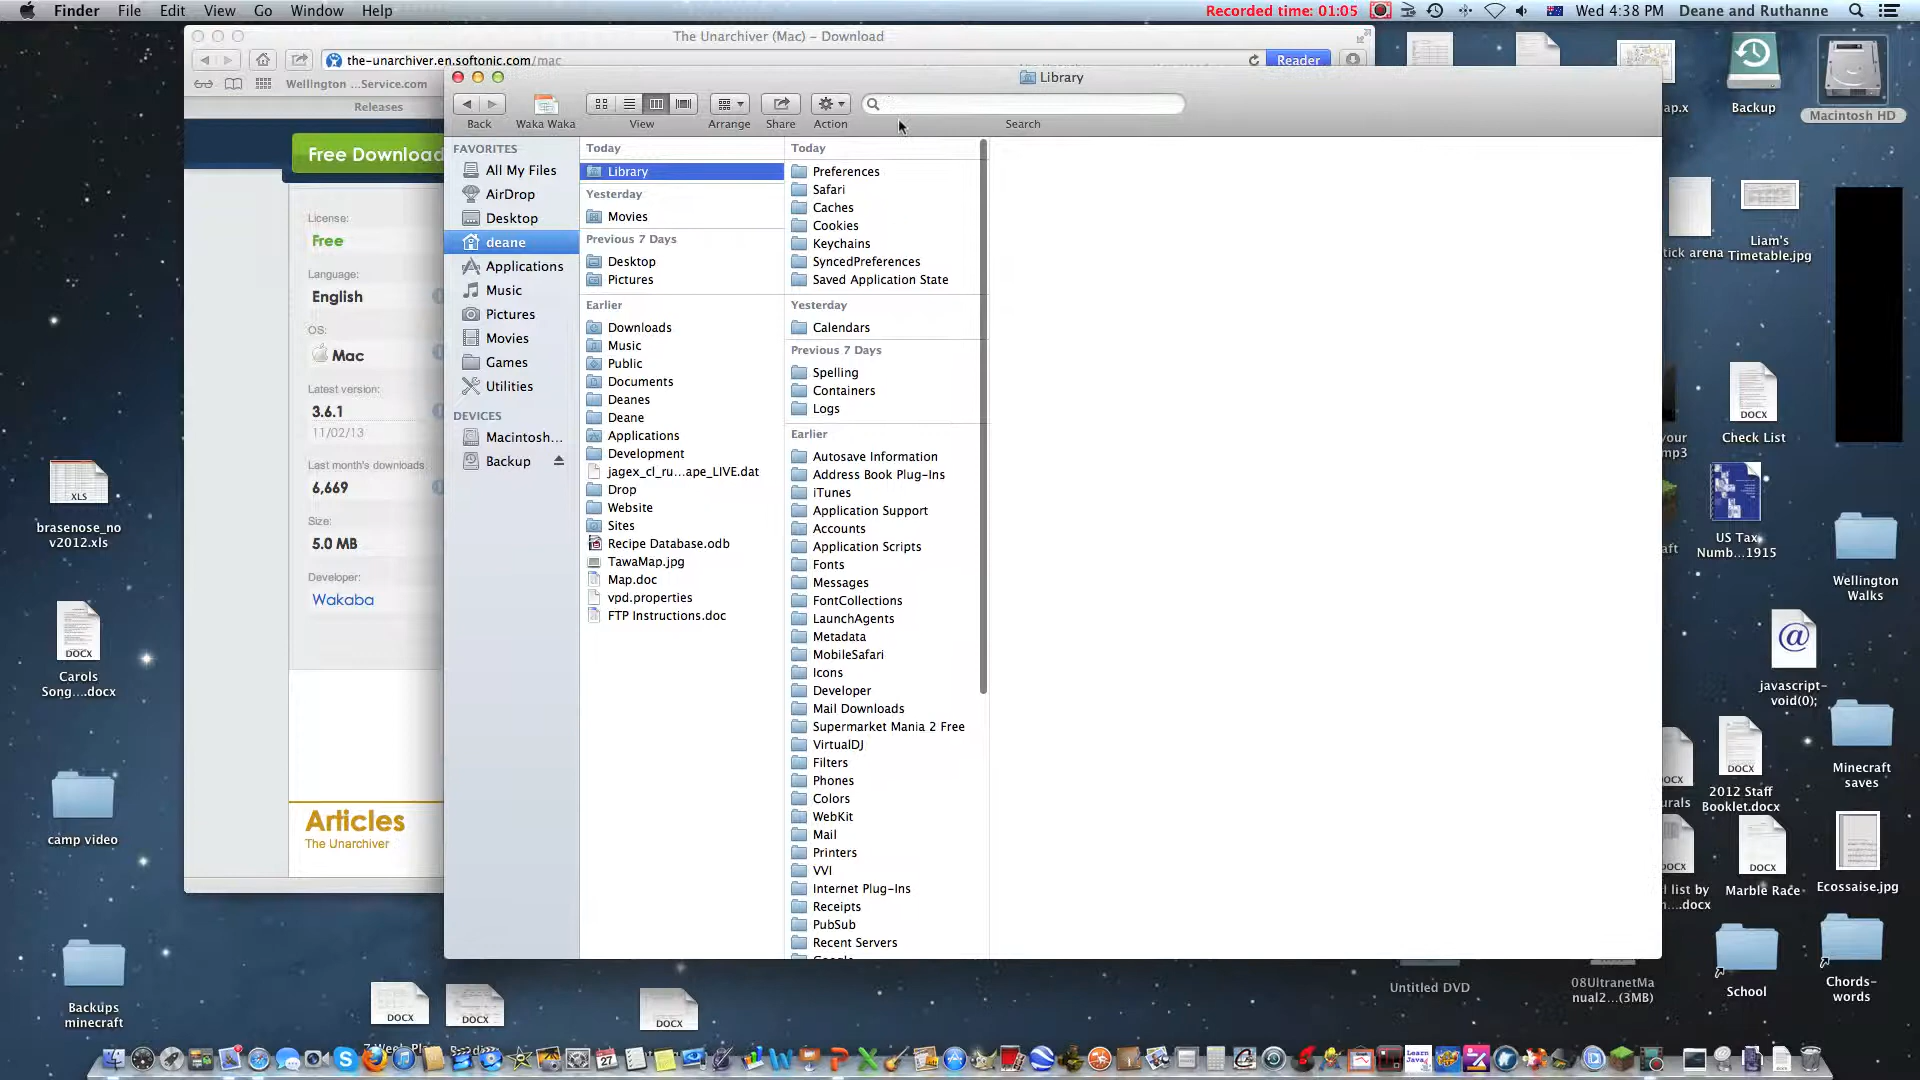 Finder File Edit View Go Window Help
Recorded time: 01:05
Wed 4:38 PM Deane and Ruthanne
The Unarchiver (Mac) – Download
the-unarchiver.en.softonic.com/mac
Reader
Wellington ...Service.com
Releases
Free Download
License:
Free
Language:
English
OS:
Mac
Latest version:
3.6.1
11/02/13
Last month's downloads
6,669
Size:
5.0 MB
Developer:
Wakaba
Articles
The Unarchiver
Library
Back
Waka Waka
View
Arrange
Share
Action
Search
FAVORITES
All My Files
AirDrop
Desktop
deane
Applications
Music
Pictures
Movies
Games
Utilities
DEVICES
Macintosh...
Backup
Today
Library
Yesterday
Movies
Previous 7 Days
Desktop
Pictures
Earlier
Downloads
Music
Public
Documents
Deanes
Deane
Applications
Development
jagex_cl_ru...ape_LIVE.dat
Drop
Website
Sites
Recipe Database.odb
TawaMap.jpg
Map.doc
vpd.properties
FTP Instructions.doc
Today
Preferences
Safari
Caches
Cookies
Keychains
SyncedPreferences
Saved Application State
Yesterday
Calendars
Previous 7 Days
Spelling
Containers
Logs
Earlier
Autosave Information
Address Book Plug-Ins
iTunes
Application Support
Accounts
Application Scripts
Fonts
Messages
FontCollections
LaunchAgents
Metadata
MobileSafari
Icons
Developer
Mail Downloads
Supermarket Mania 2 Free
VirtualDJ
Filters
Phones
Colors
WebKit
Mail
Printers
VVI
Internet Plug-Ins
Receipts
PubSub
Recent Servers
XLS
brasenose_no
v2012.xls
DOCX
Carols
Song....docx
camp video
Backups
minecraft
DOCX
DOCX
DOCX
ap.x
Backup
Macintosh HD
tick arena
Liam's
Timetable.jpg
your
mp3
DOCX
Check List
aft
US Tax
Numb...1915
Wellington
Walks
javascript-
void(0);
OCX
urals
DOCX
2012 Staff
Booklet.docx
Minecraft
saves
OCX
l list by
....docx
DOCX
Marble Race
Ecossaise.jpg
Untitled DVD
08UltranetMa
nual2...(3MB)
School
Chords-
words